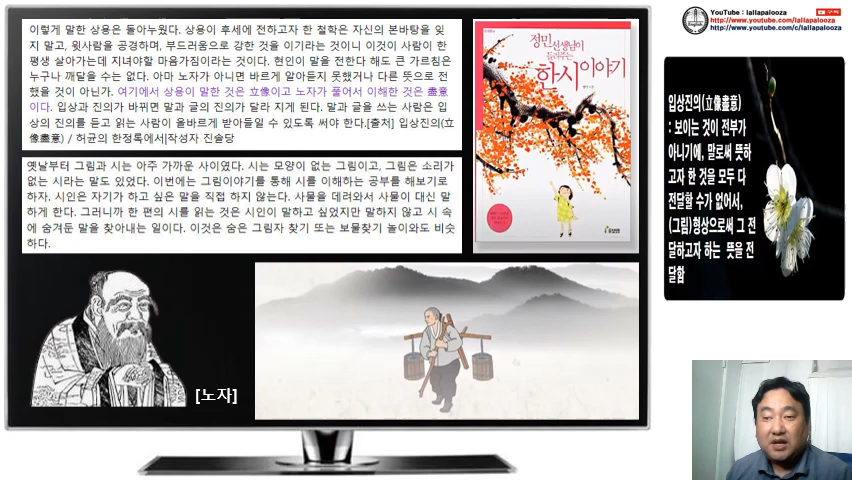 이렇게 말한 상용은 돌아누웠다. 상용이 후세에 전하고자 한 철학은 자신의 본바탕을 잊
지 말고, 윗사람을 공경하며, 부드러움으로 강한 것을 이기라는 것이니 이것이 사람이 한
평생 살아가는데 지녀야할 마음가짐이라는 것이다. 현인이 말을 전한다 해도 큰 가르침은
누구나 깨달을 수는 없다. 아마 노자가 아니면 바르게 알아듣지 못했거나 다른 뜻으로 전
했을 것이 아닌가. 여기에서 상용이 말한 것은 立像이고 노자가 풀어서 이해한 것은 盡意
이다. 입상과 진의가 바뀌면 말과 글의 진의가 달라 지게 된다. 말과 글을 쓰는 사람은 입
상의 진의를 듣고 읽는 사람이 올바르게 받아들일 수 있도록 써야 한다.[출처] 입상진의(立
像盡意) / 허균의 한정록에서|작성자 진솔당
옛날부터 그림과 시는 아주 가까운 사이였다. 시는 모양이 없는 그림이고, 그림은 소리가
없는 시라는 말도 있었다. 이번에는 그림이야기를 통해 시를 이해하는 공부를 해보기로
하자. 시인은 자기가 하고 싶은 말을 직접 하지 않는다. 사물을 데려와서 사물이 대신 말
하게 한다. 그러니까 한 편의 시를 읽는 것은 시인이 말하고 싶었지만 말하지 않고 시 속
에 숨겨둔 말을 찾아내는 일이다. 이것은 숨은 그림자 찾기 또는 보물찾기 놀이와도 비슷
하다.
정민 선생님이
들려주는
한시 이야기
[노자]
YouTube : lallapalooza
http://www.youtube.com/lallapalooza
http://www.youtube.com/c/lallapalooza
입상진의(立像盡意)
: 보이는 것이 전부가
아니기에, 말로써 뜻하
고자 한 것을 모두 다
전달할 수가 없어서,
(그림)형상으로써 그 전
달하고자 하는 뜻을 전
달함